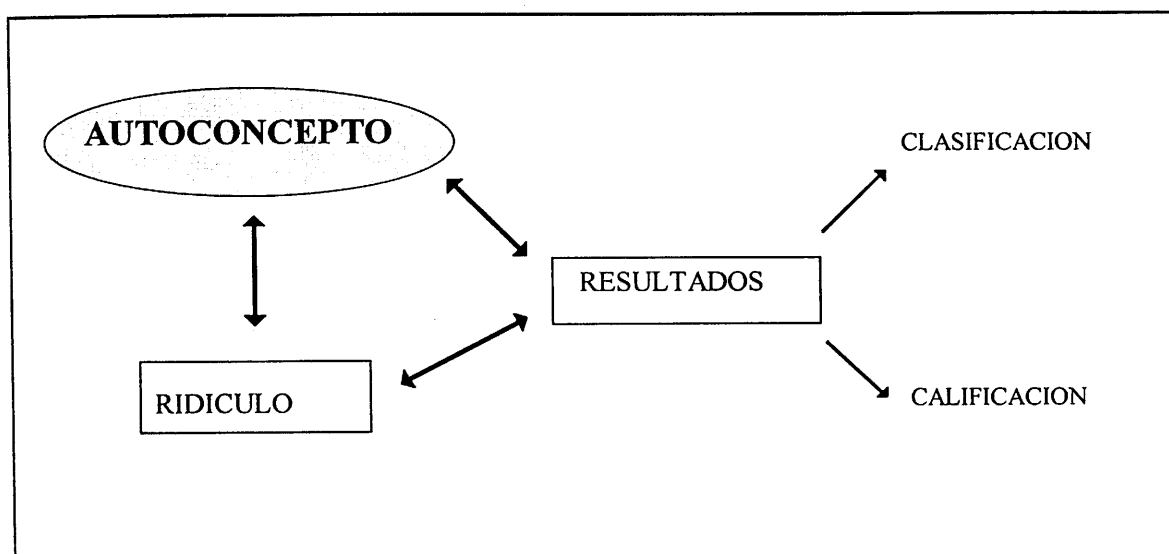 AUTOCONCEPTO
CLASIFICACION
RESULTADOS
RIDICULO
CALIFICACION